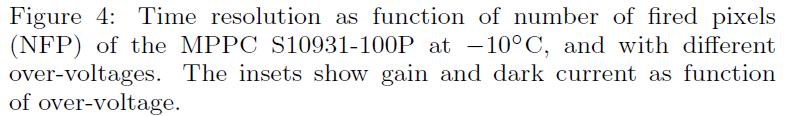 Figure 4: Time resolution as function of number of fired pixels
(NFP) of the MPPC S10931-100P at −10°C, and with different
over-voltages. The insets show gain and dark current as function
of over-voltage.